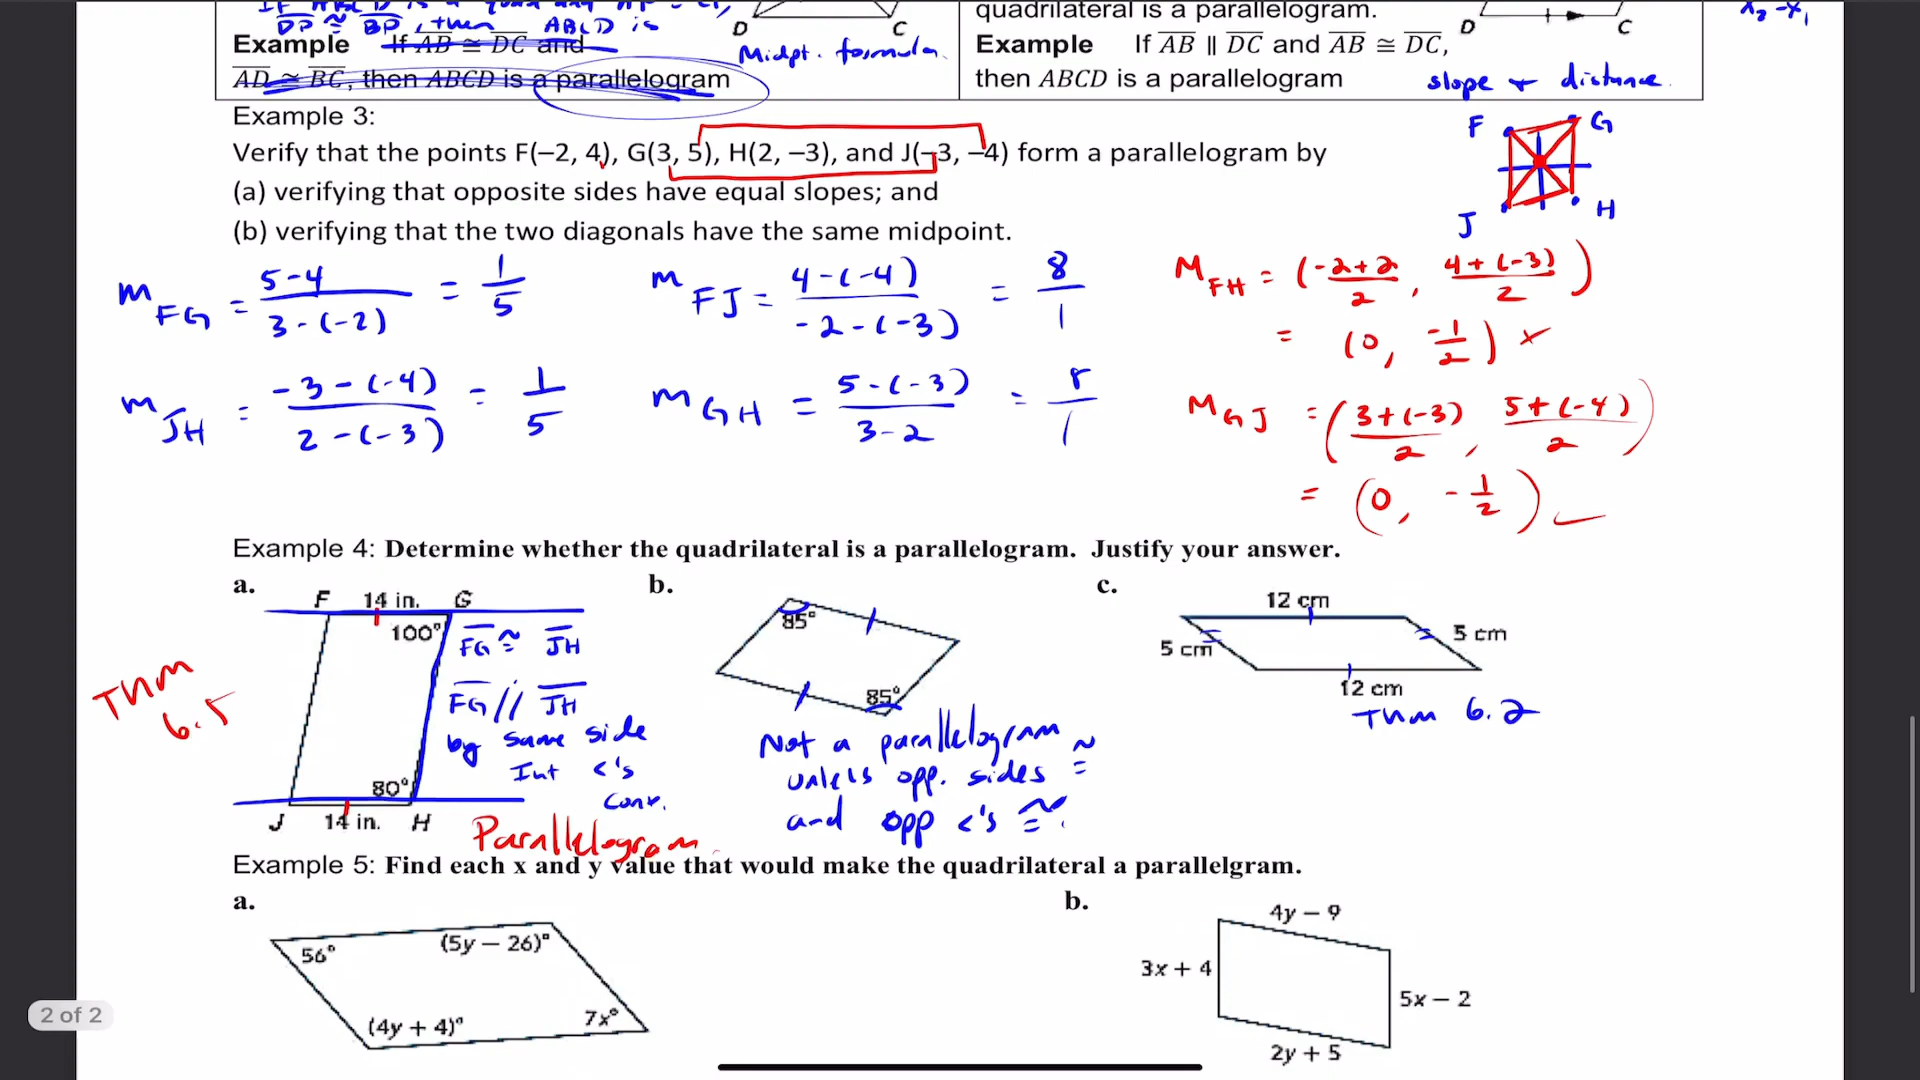 DP ≅ BP, then ABCD is
quadrilateral is a parallelogram.
x₂ - x₁
D C
D C
Example If AB ≅ DC and
Midpt. formula.
Example If AB ∥ DC and AB ≅ DC,
AD ≅ BC, then ABCD is a parallelogram
then ABCD is a parallelogram
slope + distance.
Example 3:
F G
Verify that the points F(−2, 4), G(3, 5), H(2, −3), and J(−3, −4) form a parallelogram by
(a) verifying that opposite sides have equal slopes; and
J H
(b) verifying that the two diagonals have the same midpoint.
m FG = 5-4 / 3-(-2) = 1/5
m FJ = 4-(-4) / -2-(-3) = 8/1
M FH = (-2+2 / 2, 4+(-3) / 2)
= (0, -1/2)
m JH = -3-(-4) / 2-(-3) = 1/5
m GH = 5-(-3) / 3-2 = 8/1
M GJ = (3+(-3) / 2, 5+(-4) / 2)
= (0, -1/2)
Example 4: Determine whether the quadrilateral is a parallelogram. Justify your answer.
a. b. c.
F 14 in. G
100°
FG ≅ JH
FG // JH
by same side
Int <'s
conv.
80°
J 14 in. H
Thm
6.5
Parallelogram
85°
85°
Not a parallelogram
unless opp. sides ≅
and opp <'s ≅.
12 cm
5 cm
5 cm
12 cm
Thm 6.2
Example 5: Find each x and y value that would make the quadrilateral a parallelgram.
a. b.
56° (5y − 26)°
(4y + 4)° 7x°
4y − 9
3x + 4
5x − 2
2y + 5
2 of 2